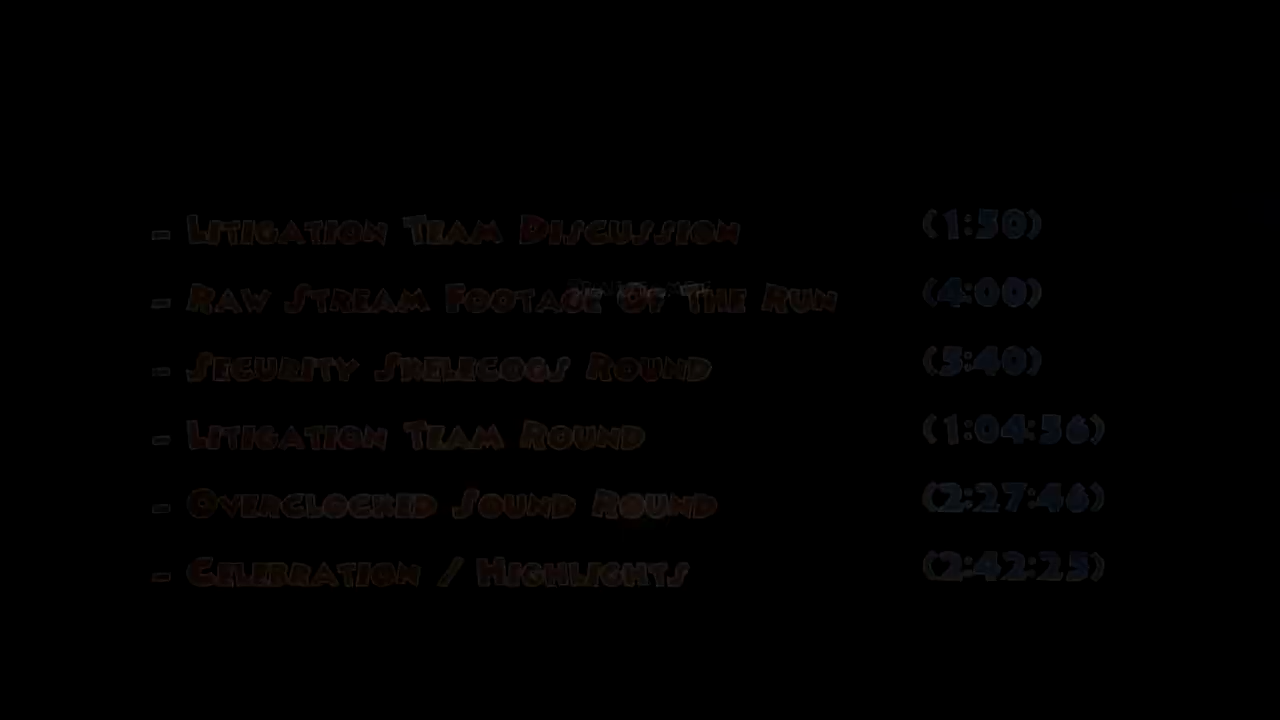 - Litigation Team Discussion (1:50)
- Raw Stream Footage Of The Run (4:00)
- Security Skelecogs Round (5:40)
- Litigation Team Round (1:04:56)
- Overclocked Sound Round (2:27:46)
- Celebration / Highlights (2:42:25)